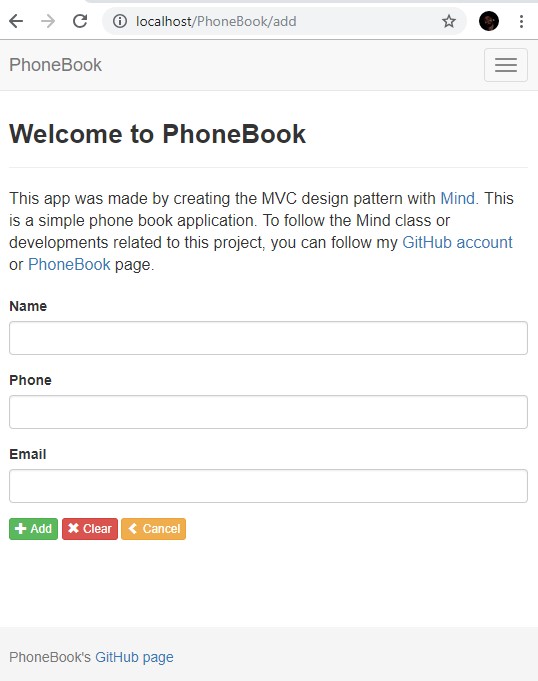 localhost/PhoneBook/add
PhoneBook
Welcome to PhoneBook
This app was made by creating the MVC design pattern with Mind. This
is a simple phone book application. To follow the Mind class or
developments related to this project, you can follow my GitHub account
or PhoneBook page.
Name
Phone
Email
Add Clear Cancel
PhoneBook's GitHub page